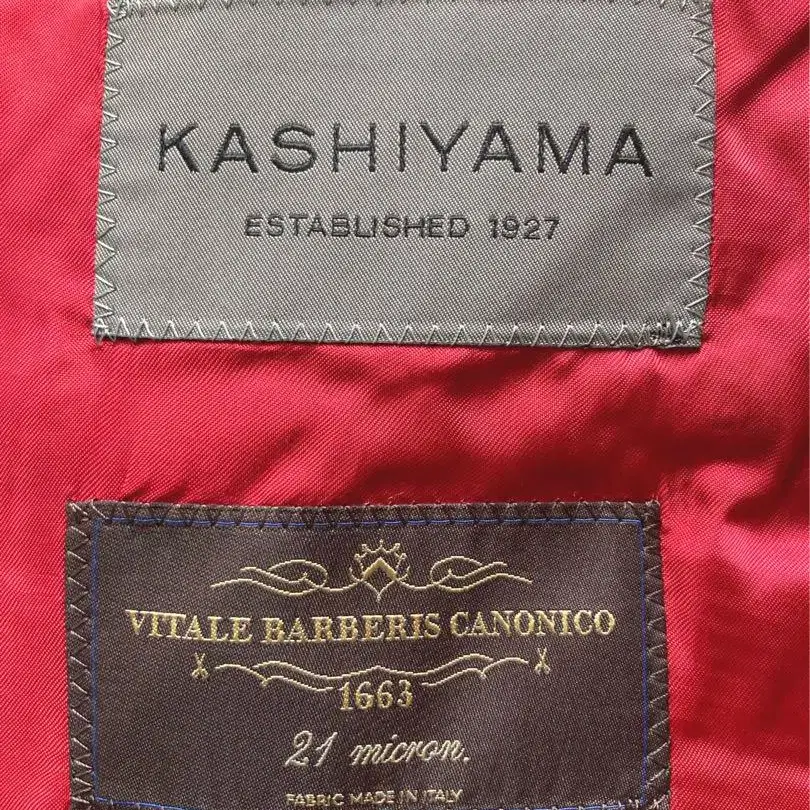 KASHIYAMA
ESTABLISHED 1927
VITALE BARBERIS CANONICO
1663
21 micron.
FABRIC MADE IN ITALY